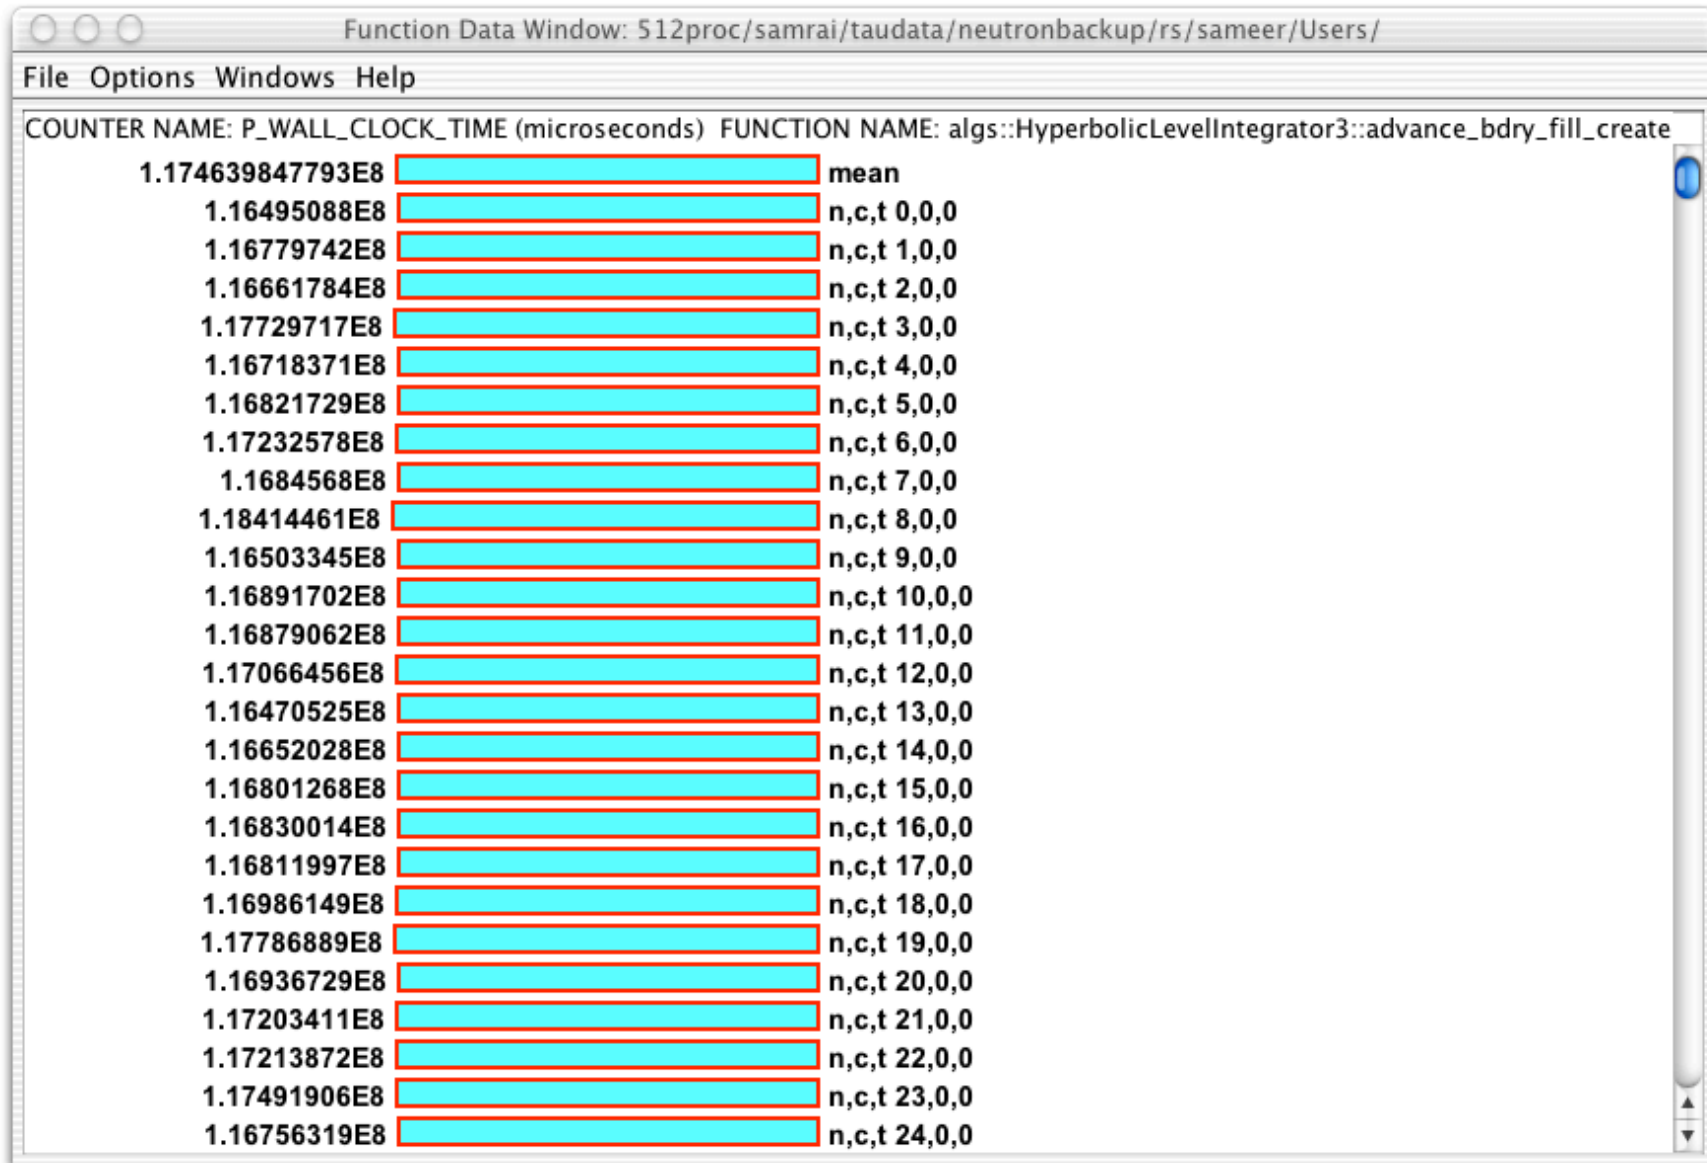 Function Data Window: 512proc/samrai/taudata/neutronbackup/rs/sameer/Users/
File Options Windows Help
COUNTER NAME: P_WALL_CLOCK_TIME (microseconds) FUNCTION NAME: algs::HyperbolicLevelIntegrator3::advance_bdry_fill_create
1.174639847793E8 mean
1.16495088E8 n,c,t 0,0,0
1.16779742E8 n,c,t 1,0,0
1.16661784E8 n,c,t 2,0,0
1.17729717E8 n,c,t 3,0,0
1.16718371E8 n,c,t 4,0,0
1.16821729E8 n,c,t 5,0,0
1.17232578E8 n,c,t 6,0,0
1.1684568E8 n,c,t 7,0,0
1.18414461E8 n,c,t 8,0,0
1.16503345E8 n,c,t 9,0,0
1.16891702E8 n,c,t 10,0,0
1.16879062E8 n,c,t 11,0,0
1.17066456E8 n,c,t 12,0,0
1.16470525E8 n,c,t 13,0,0
1.16652028E8 n,c,t 14,0,0
1.16801268E8 n,c,t 15,0,0
1.16830014E8 n,c,t 16,0,0
1.16811997E8 n,c,t 17,0,0
1.16986149E8 n,c,t 18,0,0
1.17786889E8 n,c,t 19,0,0
1.16936729E8 n,c,t 20,0,0
1.17203411E8 n,c,t 21,0,0
1.17213872E8 n,c,t 22,0,0
1.17491906E8 n,c,t 23,0,0
1.16756319E8 n,c,t 24,0,0